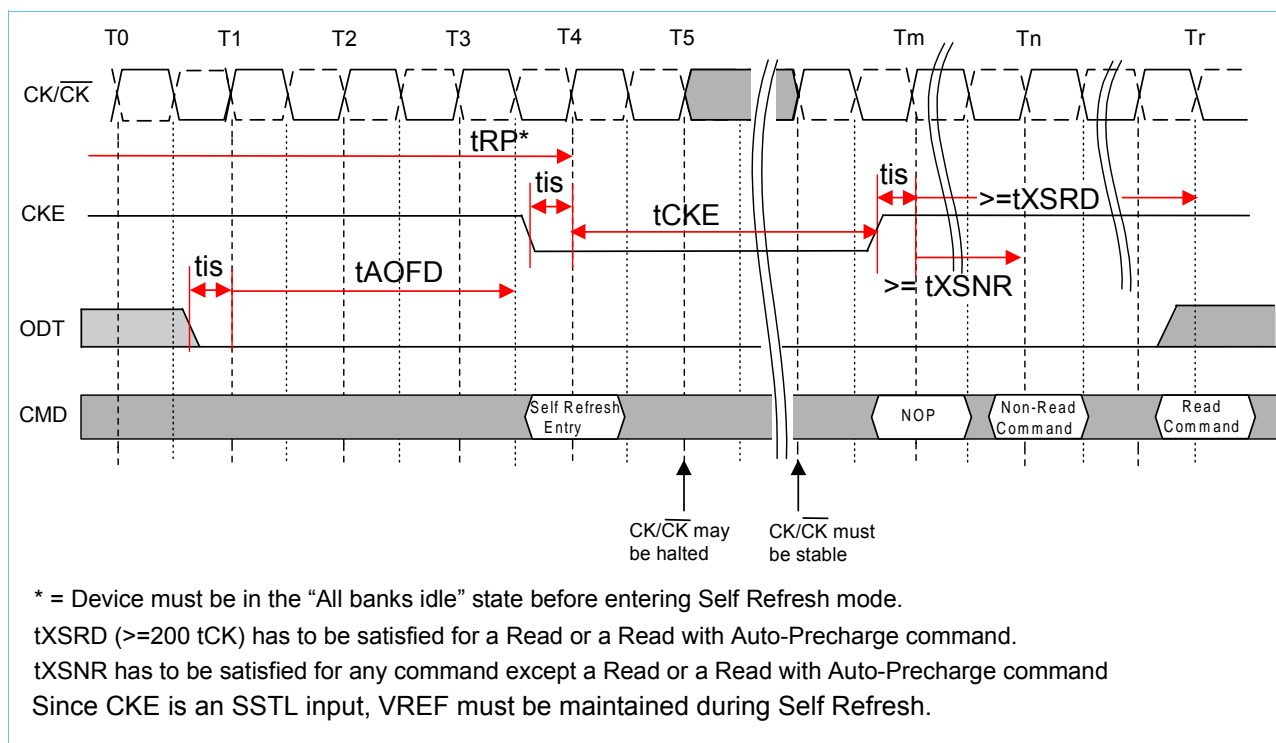 T0 T1 T2 T3 T4 T5 Tm Tn Tr
CK/C̅K̅
tRP*
tis tis
CKE tCKE >=tXSRD
tis tAOFD >= tXSNR
ODT
CMD Self Refresh Entry NOP Non-Read Command Read Command
CK/C̅K̅ may
be halted
CK/C̅K̅ must
be stable
* = Device must be in the “All banks idle” state before entering Self Refresh mode.
tXSRD (>=200 tCK) has to be satisfied for a Read or a Read with Auto-Precharge command.
tXSNR has to be satisfied for any command except a Read or a Read with Auto-Precharge command
Since CKE is an SSTL input, VREF must be maintained during Self Refresh.